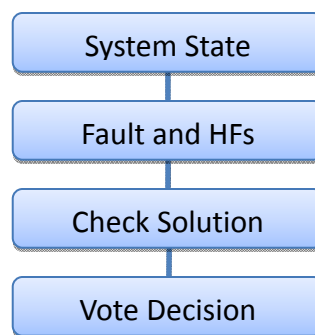 System State
Fault and HFs
Check Solution
Vote Decision